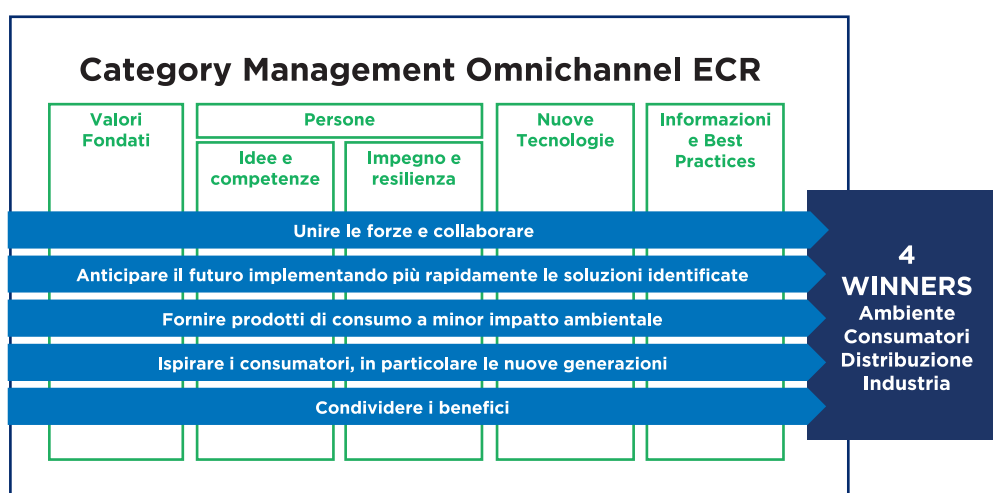 Category Management Omnichannel ECR
Valori
Fondati
Persone
Idee e
competenze
Impegno e
resilienza
Nuove
Tecnologie
Informazioni
e Best
Practices
Unire le forze e collaborare
Anticipare il futuro implementando più rapidamente le soluzioni identificate
Fornire prodotti di consumo a minor impatto ambientale
Ispirare i consumatori, in particolare le nuove generazioni
Condividere i benefici
4
WINNERS
Ambiente
Consumatori
Distribuzione
Industria